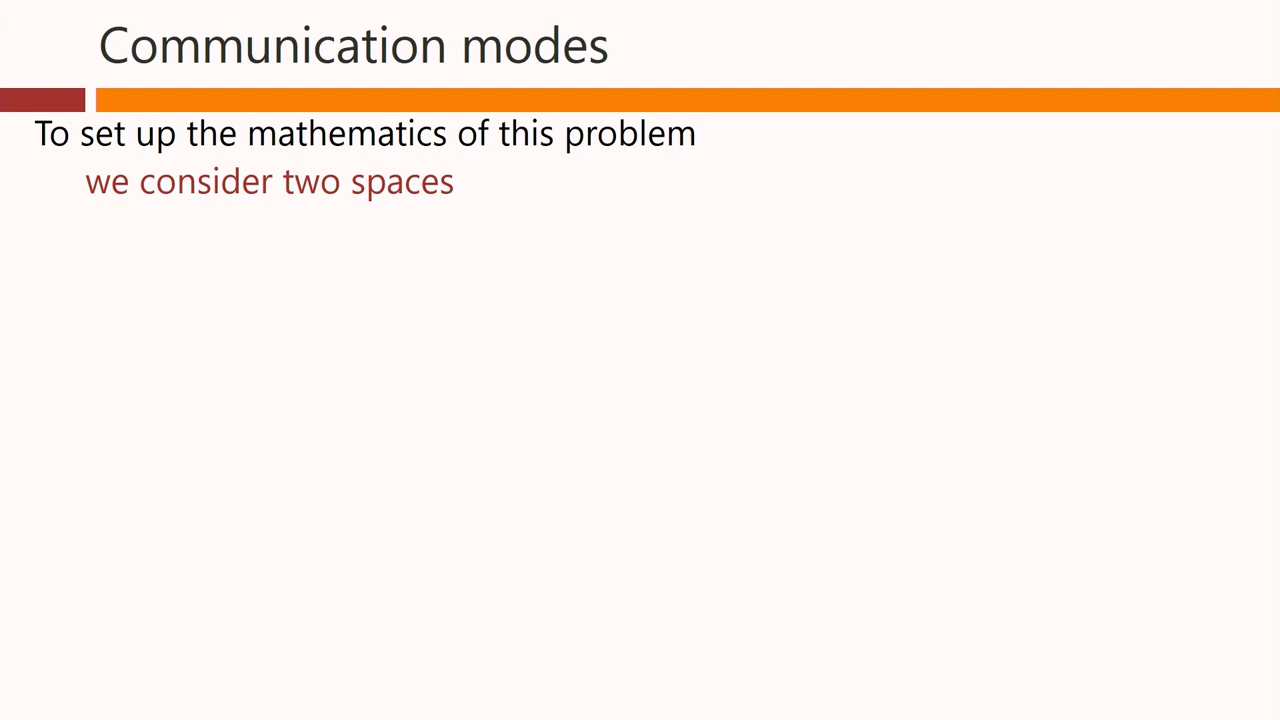 Communication modes
To set up the mathematics of this problem
we consider two spaces